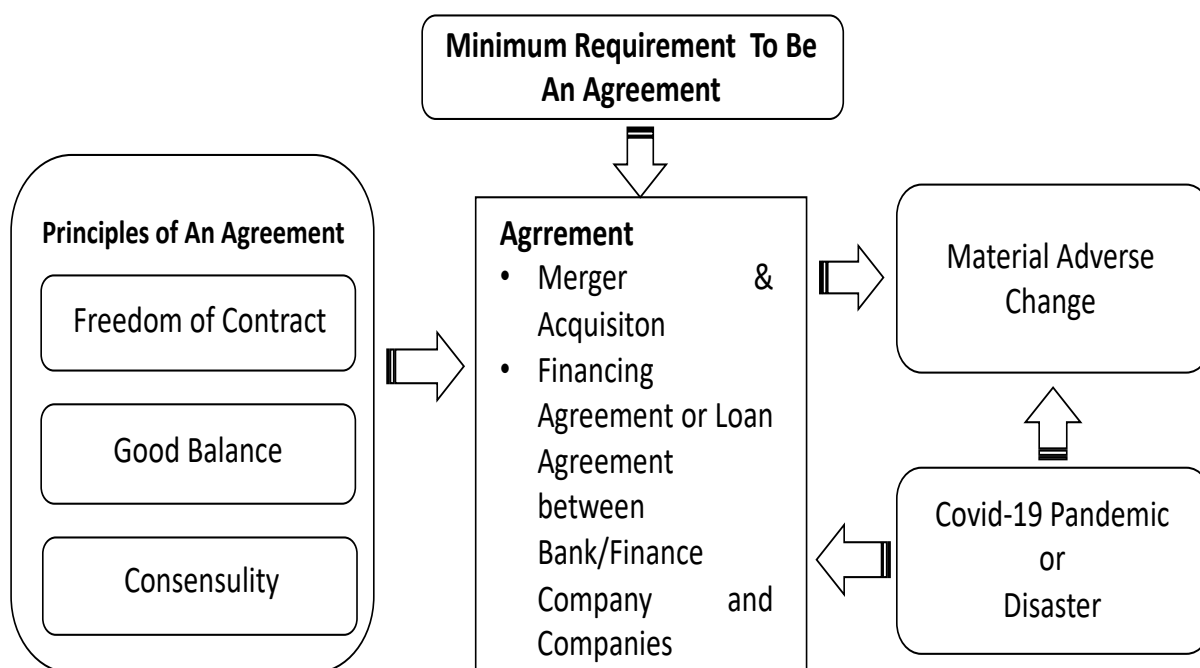 Minimum Requirement To Be
An Agreement
Principles of An Agreement
Freedom of Contract
Good Balance
Consensulity
Agrrement
• Merger &
Acquisiton
• Financing
Agreement or Loan
Agreement
between
Bank/Finance
Company and
Companies
Material Adverse
Change
Covid-19 Pandemic
or
Disaster